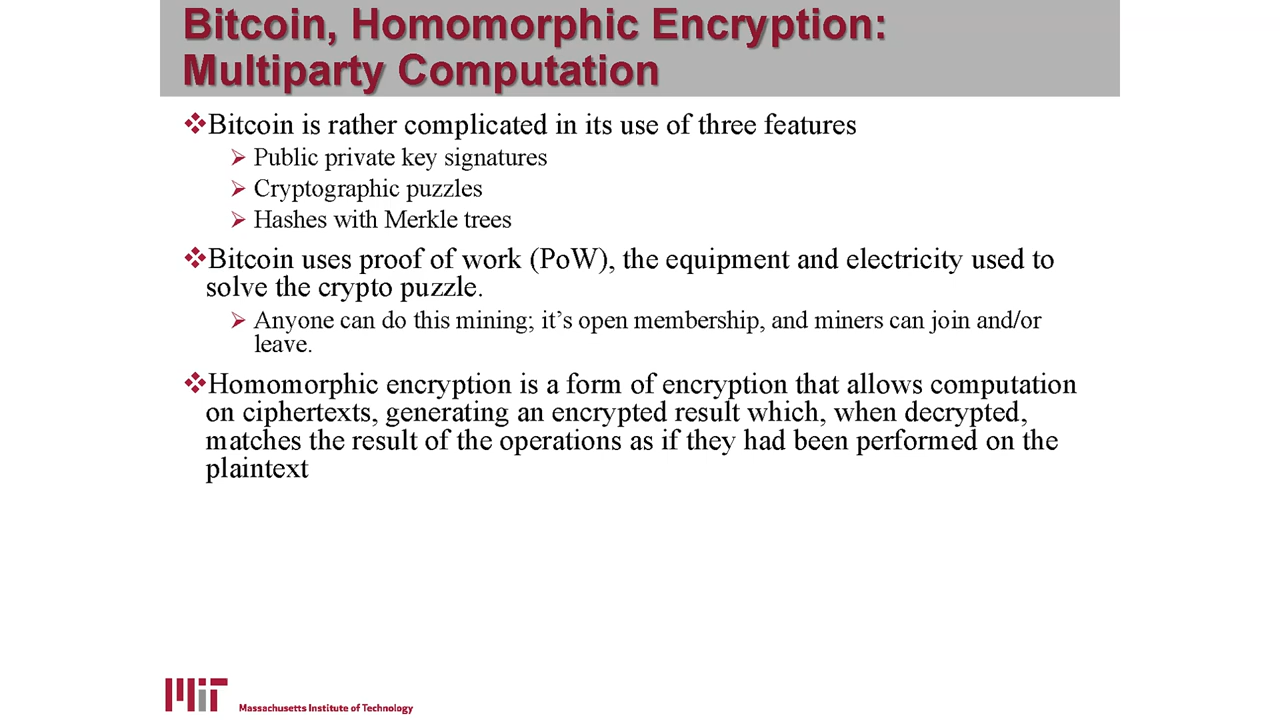 Bitcoin, Homomorphic Encryption:
Multiparty Computation
❖Bitcoin is rather complicated in its use of three features
➢ Public private key signatures
➢ Cryptographic puzzles
➢ Hashes with Merkle trees
❖Bitcoin uses proof of work (PoW), the equipment and electricity used to
solve the crypto puzzle.
➢ Anyone can do this mining; it’s open membership, and miners can join and/or
leave.
❖Homomorphic encryption is a form of encryption that allows computation
on ciphertexts, generating an encrypted result which, when decrypted,
matches the result of the operations as if they had been performed on the
plaintext
MIT
Massachusetts Institute of Technology